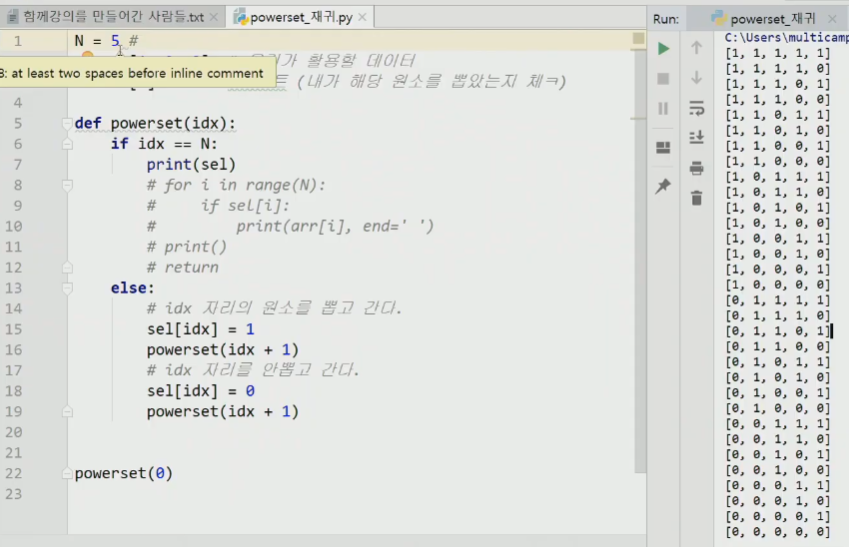 함께강의를 만들어간 사람들.txt
powerset_재귀.py
1 N = 5 #
가 활용할 데이터
8: at least two spaces before inline comment
(내가 해당 원소를 뽑았는지 체ㅋ)
4
5 def powerset(idx):
6 if idx == N:
7 print(sel)
8 # for i in range(N):
9 # if sel[i]:
10 # print(arr[i], end=' ')
11 # print()
12 # return
13 else:
14 # idx 자리의 원소를 뽑고 간다.
15 sel[idx] = 1
16 powerset(idx + 1)
17 # idx 자리를 안뽑고 간다.
18 sel[idx] = 0
19 powerset(idx + 1)
20
21
22 powerset(0)
23
Run: powerset_재귀
C:\Users\multicamp
[1, 1, 1, 1, 1]
[1, 1, 1, 1, 0]
[1, 1, 1, 0, 1]
[1, 1, 1, 0, 0]
[1, 1, 0, 1, 1]
[1, 1, 0, 1, 0]
[1, 1, 0, 0, 1]
[1, 1, 0, 0, 0]
[1, 0, 1, 1, 1]
[1, 0, 1, 1, 0]
[1, 0, 1, 0, 1]
[1, 0, 1, 0, 0]
[1, 0, 0, 1, 1]
[1, 0, 0, 1, 0]
[1, 0, 0, 0, 1]
[1, 0, 0, 0, 0]
[0, 1, 1, 1, 1]
[0, 1, 1, 1, 0]
[0, 1, 1, 0, 1]
[0, 1, 1, 0, 0]
[0, 1, 0, 1, 1]
[0, 1, 0, 1, 0]
[0, 1, 0, 0, 1]
[0, 1, 0, 0, 0]
[0, 0, 1, 1, 1]
[0, 0, 1, 1, 0]
[0, 0, 1, 0, 1]
[0, 0, 1, 0, 0]
[0, 0, 0, 1, 1]
[0, 0, 0, 1, 0]
[0, 0, 0, 0, 1]
[0, 0, 0, 0, 0]